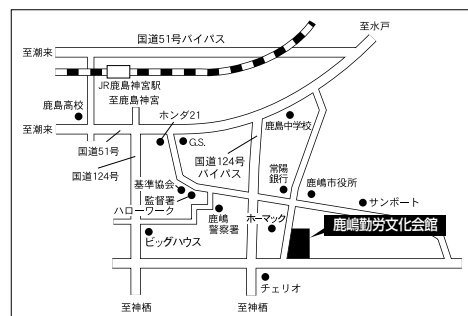 至水戸
国道51号バイパス
至潮来
JR鹿島神宮駅
至鹿島神宮
鹿島高校
ホンダ21
鹿島中学校
至潮来
G.S.
国道51号
国道124号
バイパス
国道124号
常陽
銀行
基準協会
監督署
ハローワーク
鹿嶋市役所
サンポート
鹿嶋
警察署
ホーマック
鹿嶋勤労文化会館
ビッグハウス
チェリオ
至神栖
至神栖